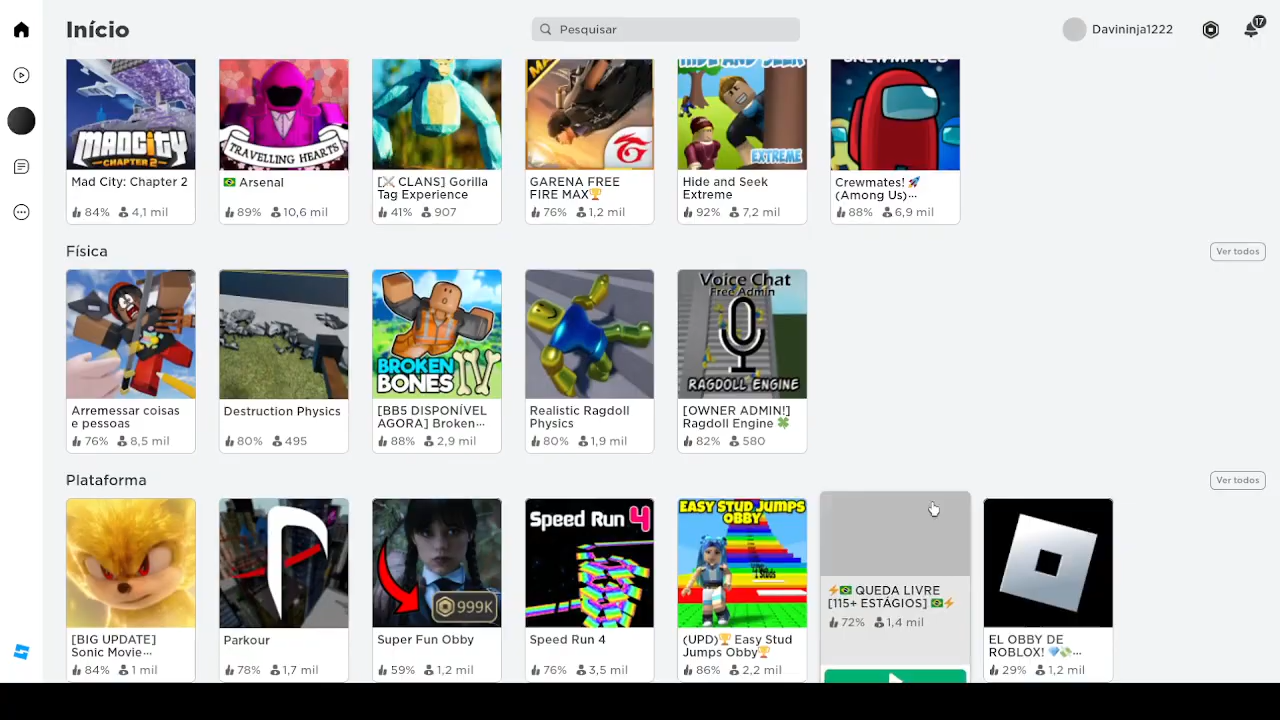 Início
Pesquisar
Davininja1222
17
MADCITY
CHAPTER 2
TRAVELLING HEARTS
HIDE AND SEEK
EXTREME
CREWMATES
Mad City: Chapter 2
🇧🇷 Arsenal
[⚔ CLANS] Gorilla
Tag Experience
GARENA FREE
FIRE MAX🏆
Hide and Seek
Extreme
Crewmates! 🚀
(Among Us)...
84% 4,1 mil
89% 10,6 mil
41% 907
76% 1,2 mil
92% 7,2 mil
88% 6,9 mil
Física
Ver todos
BROKEN
BONES IV
Voice Chat
Free Admin
RAGDOLL ENGINE
Arremessar coisas
e pessoas
Destruction Physics
[BB5 DISPONÍVEL
AGORA] Broken...
Realistic Ragdoll
Physics
[OWNER ADMIN!]
Ragdoll Engine 🍀
76% 8,5 mil
80% 495
88% 2,9 mil
80% 1,9 mil
82% 580
Plataforma
Ver todos
999K
Speed Run 4
EASY STUD JUMPS
OBBY
⚡🇧🇷 QUEDA LIVRE
[115+ ESTÁGIOS] 🇧🇷⚡
72% 1,4 mil
[BIG UPDATE]
Sonic Movie...
Parkour
Super Fun Obby
Speed Run 4
(UPD)🏆 Easy Stud
Jumps Obby🏆
EL OBBY DE
ROBLOX! 💎💸...
84% 1 mil
78% 1,7 mil
59% 1,2 mil
76% 3,5 mil
86% 2,2 mil
29% 1,2 mil